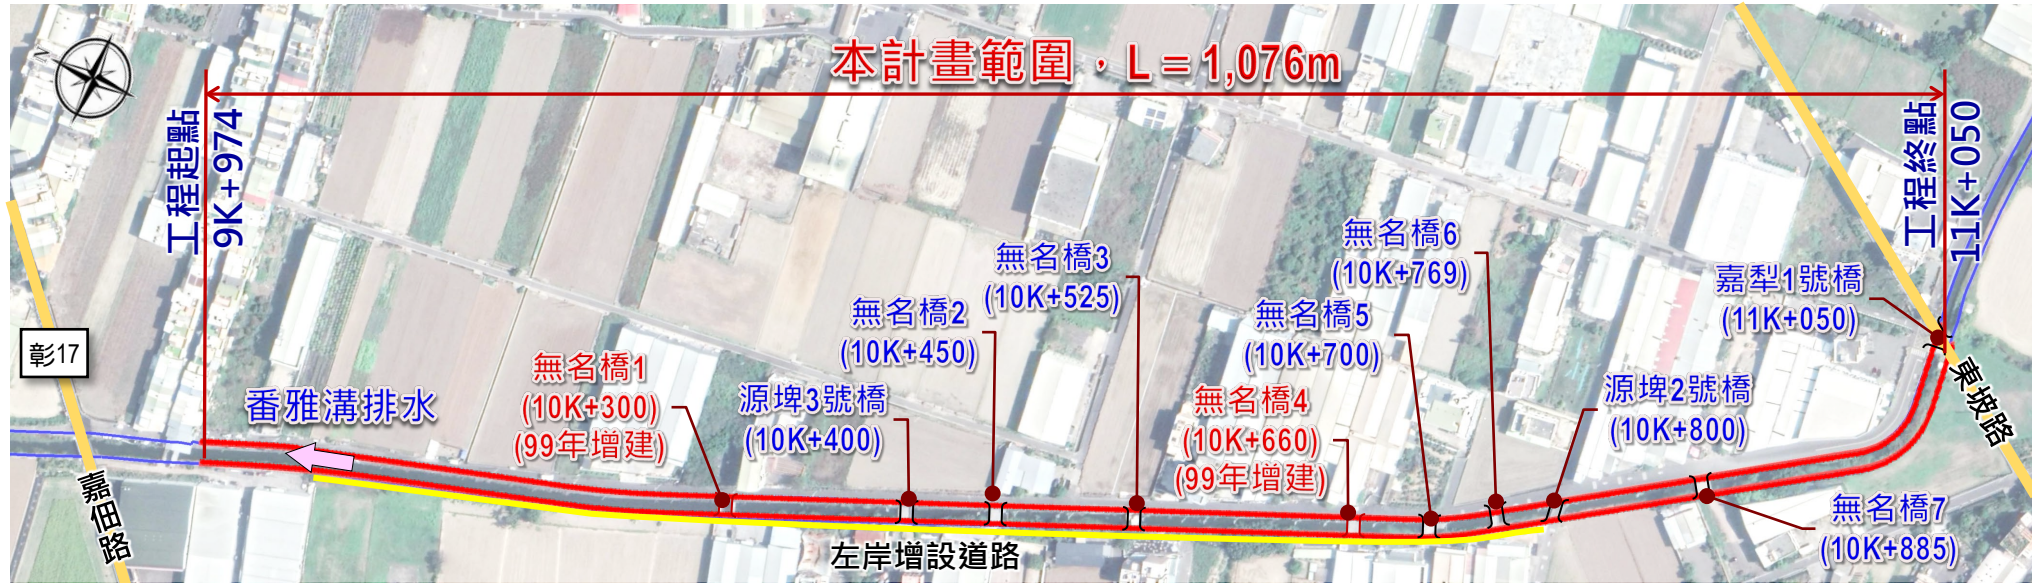 N
本計畫範圍，L＝1,076m
工程起點
9K+974
工程終點
11K+050
無名橋6
(10K+769)
無名橋3
(10K+525)
嘉犁1號橋
(11K+050)
無名橋2
(10K+450)
無名橋5
(10K+700)
彰17
無名橋1
(10K+300)
(99年增建)
源埤3號橋
(10K+400)
無名橋4
(10K+660)
(99年增建)
源埤2號橋
(10K+800)
番雅溝排水
東坡路
嘉佃路
無名橋7
(10K+885)
左岸增設道路